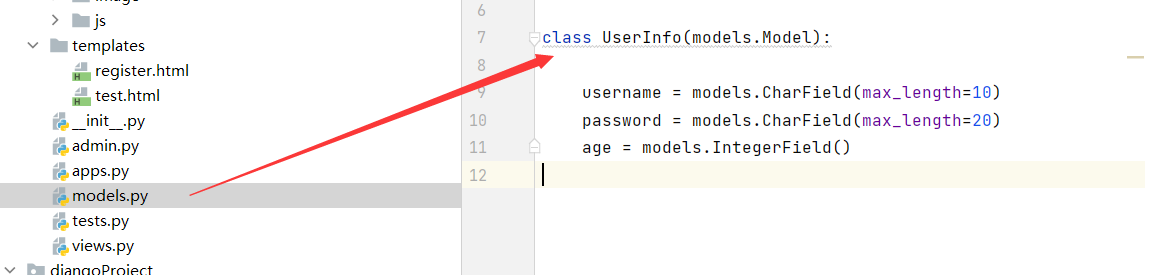 js
templates
register.html
test.html
__init__.py
admin.py
apps.py
models.py
tests.py
views.py
djangoProject
6
7 class UserInfo(models.Model):
8
9 username = models.CharField(max_length=10)
10 password = models.CharField(max_length=20)
11 age = models.IntegerField()
12